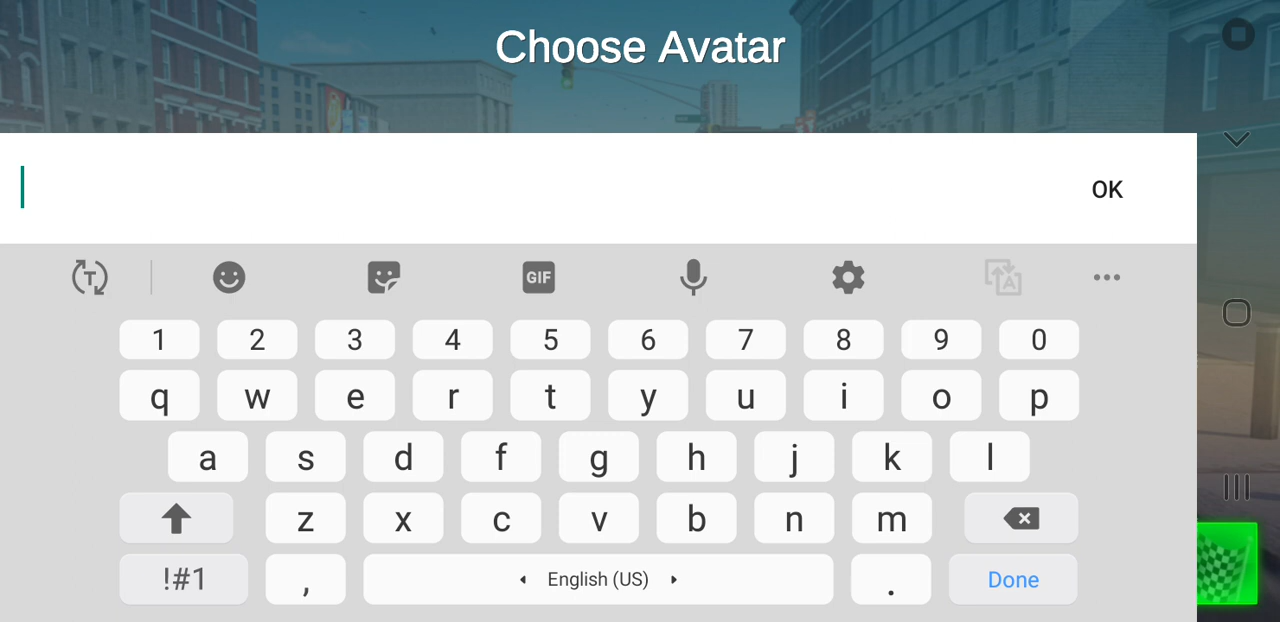 Choose Avatar
OK
T
GIF
A
1 2 3 4 5 6 7 8 9 0
q w e r t y u i o p
a s d f g h j k l
z x c v b n m
!#1 , English (US) . Done